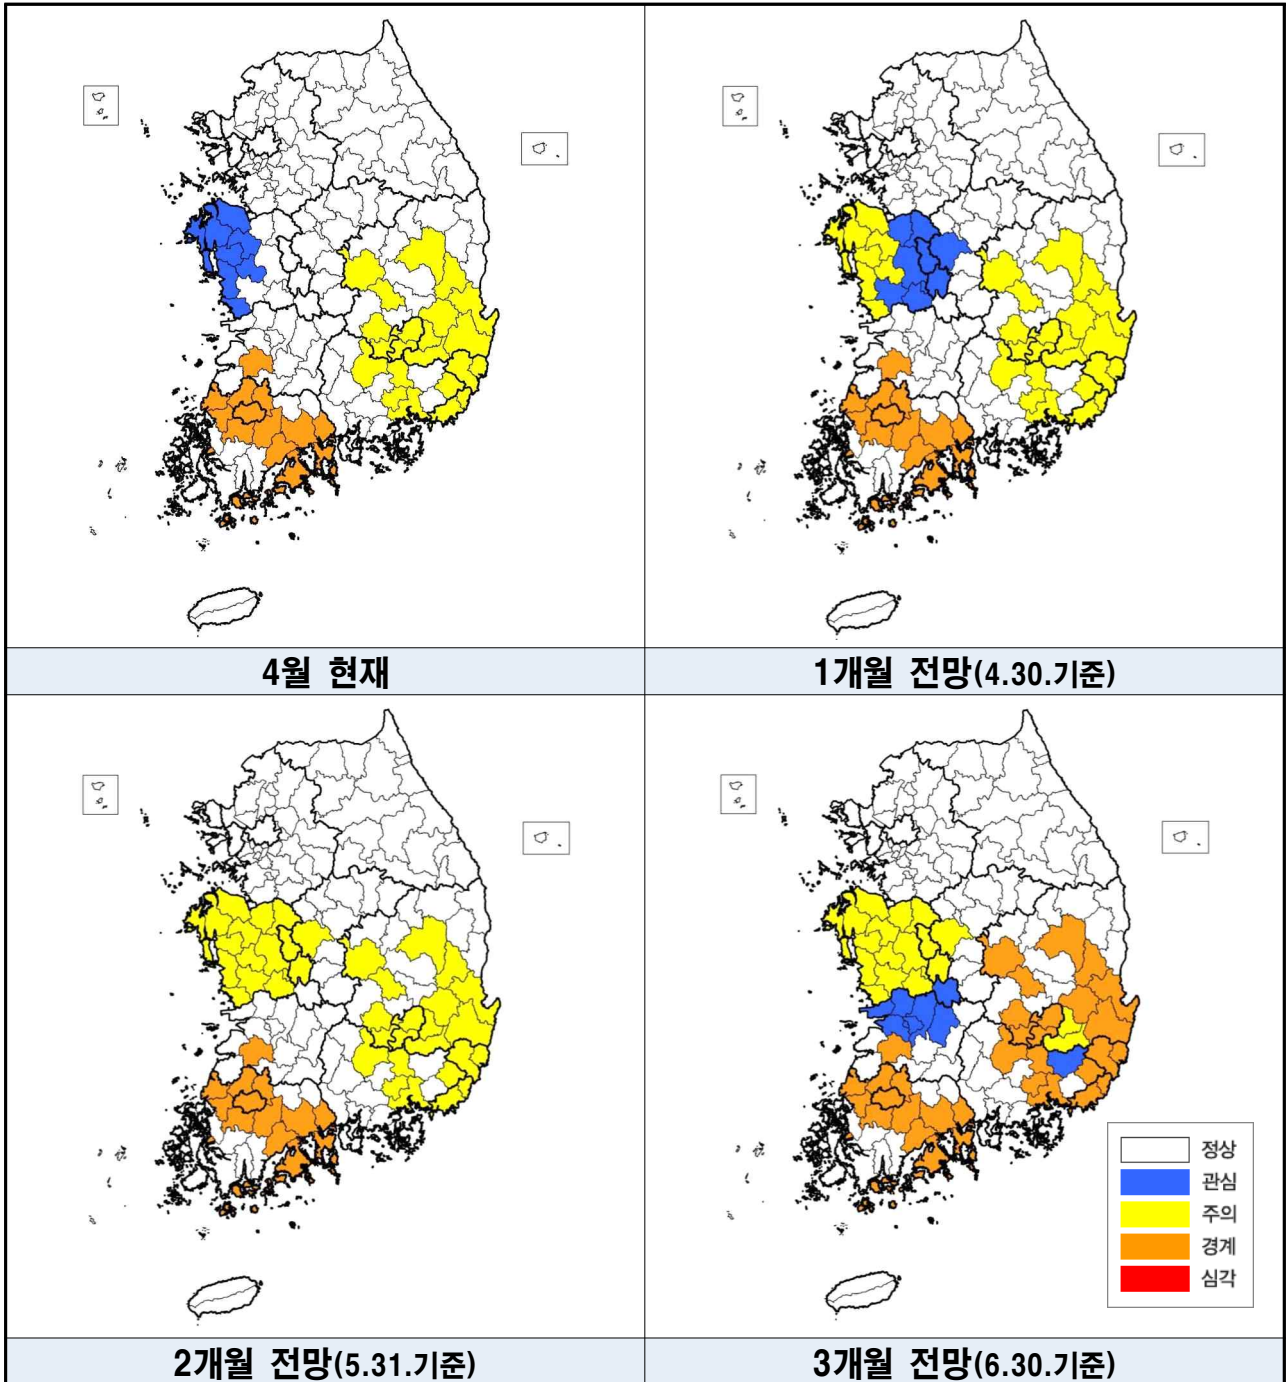 4월 현재
1개월 전망(4.30.기준)
정상
관심
주의
경계
심각
2개월 전망(5.31.기준)
3개월 전망(6.30.기준)